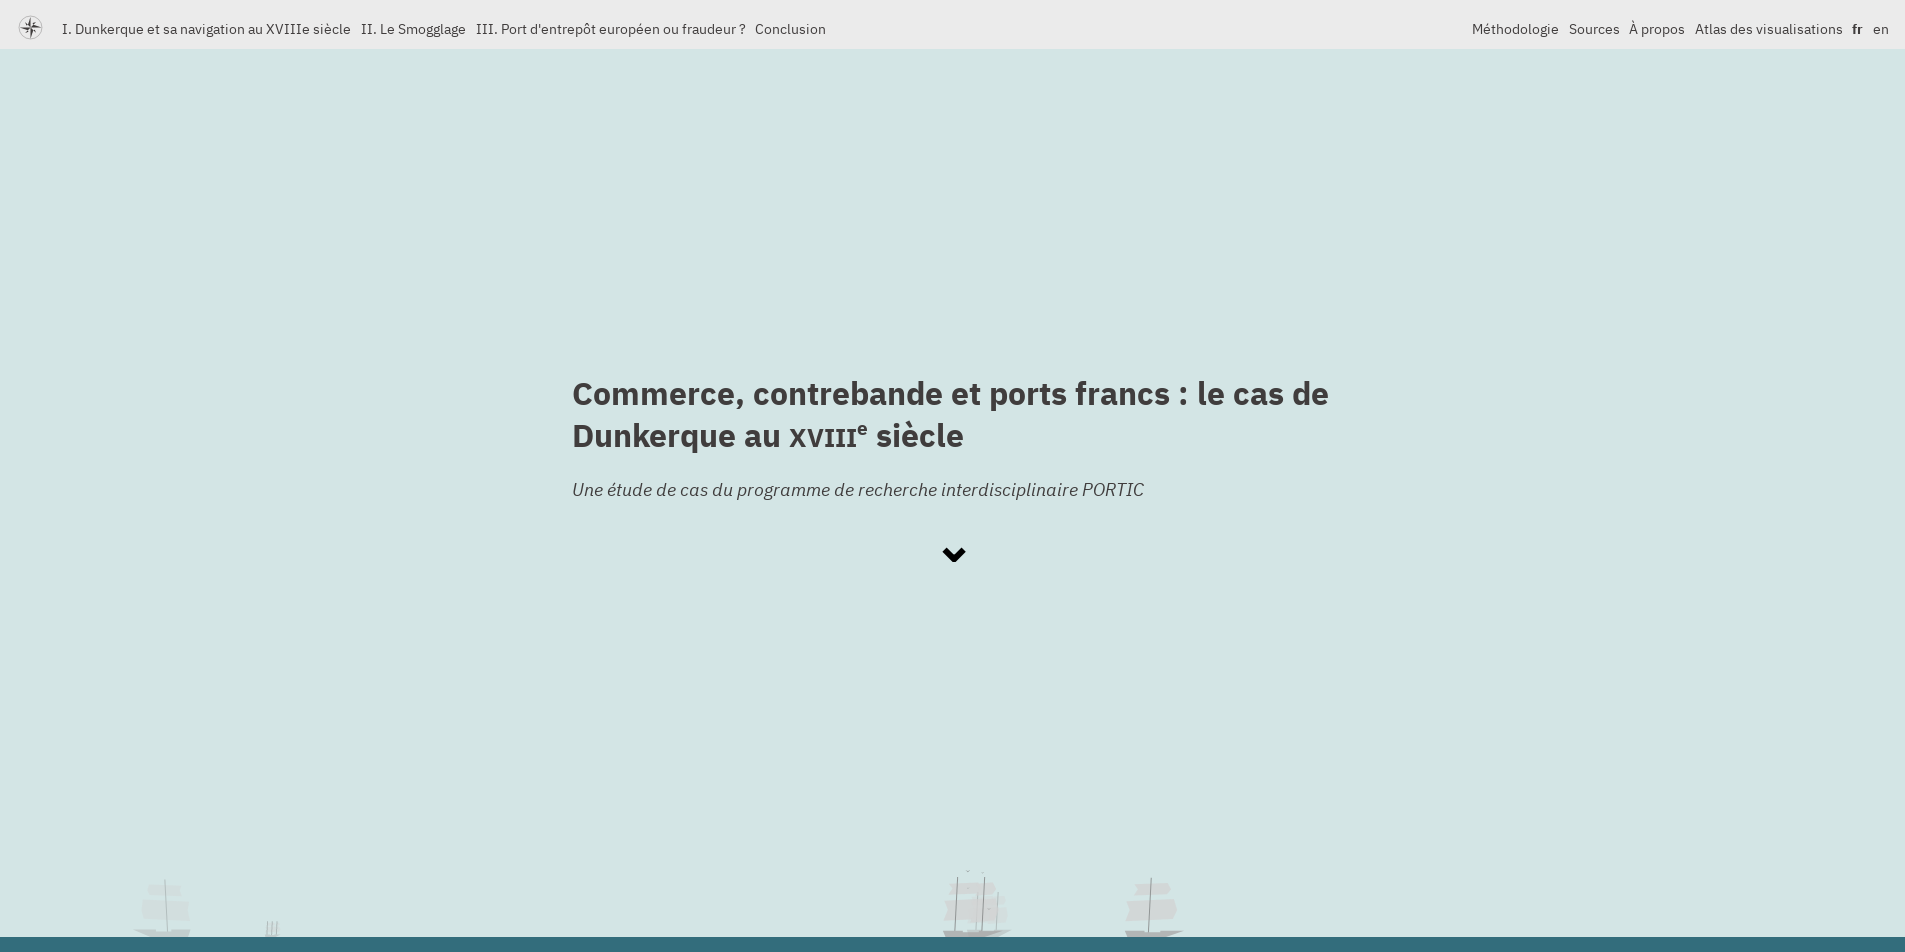 I. Dunkerque et sa navigation au XVIIIe siècle II. Le Smogglage III. Port d'entrepôt européen ou fraudeur ? Conclusion Méthodologie Sources À propos Atlas des visualisations fr en
Commerce, contrebande et ports francs : le cas de
Dunkerque au XVIIIe siècle
Une étude de cas du programme de recherche interdisciplinaire PORTIC